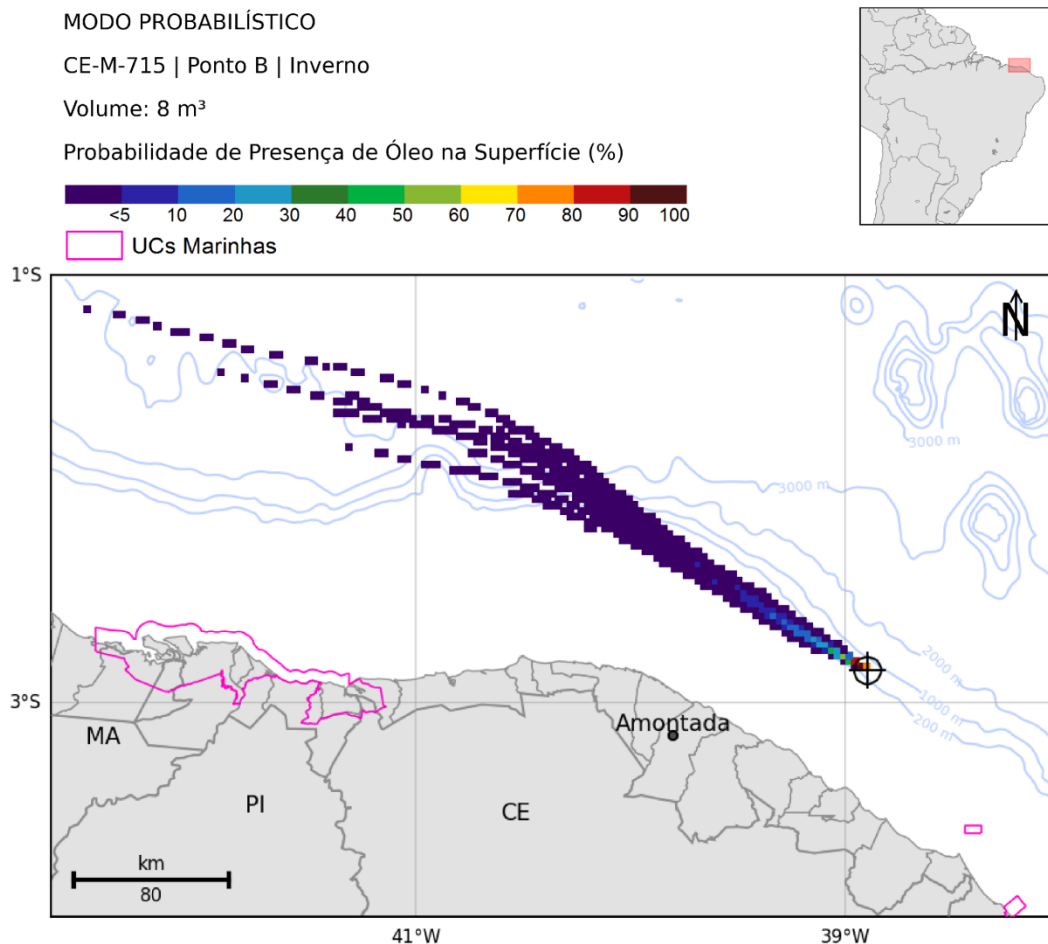 MODO PROBABILÍSTICO
CE-M-715 | Ponto B | Inverno
Volume: 8 m³
Probabilidade de Presença de Óleo na Superfície (%)
<5 10 20 30 40 50 60 70 80 90 100
UCs Marinhas
1°S
N
3000 m
3000 m
2000 m
1000 m
200 m
3°S
Amontada
MA
PI
CE
km
80
41°W 39°W